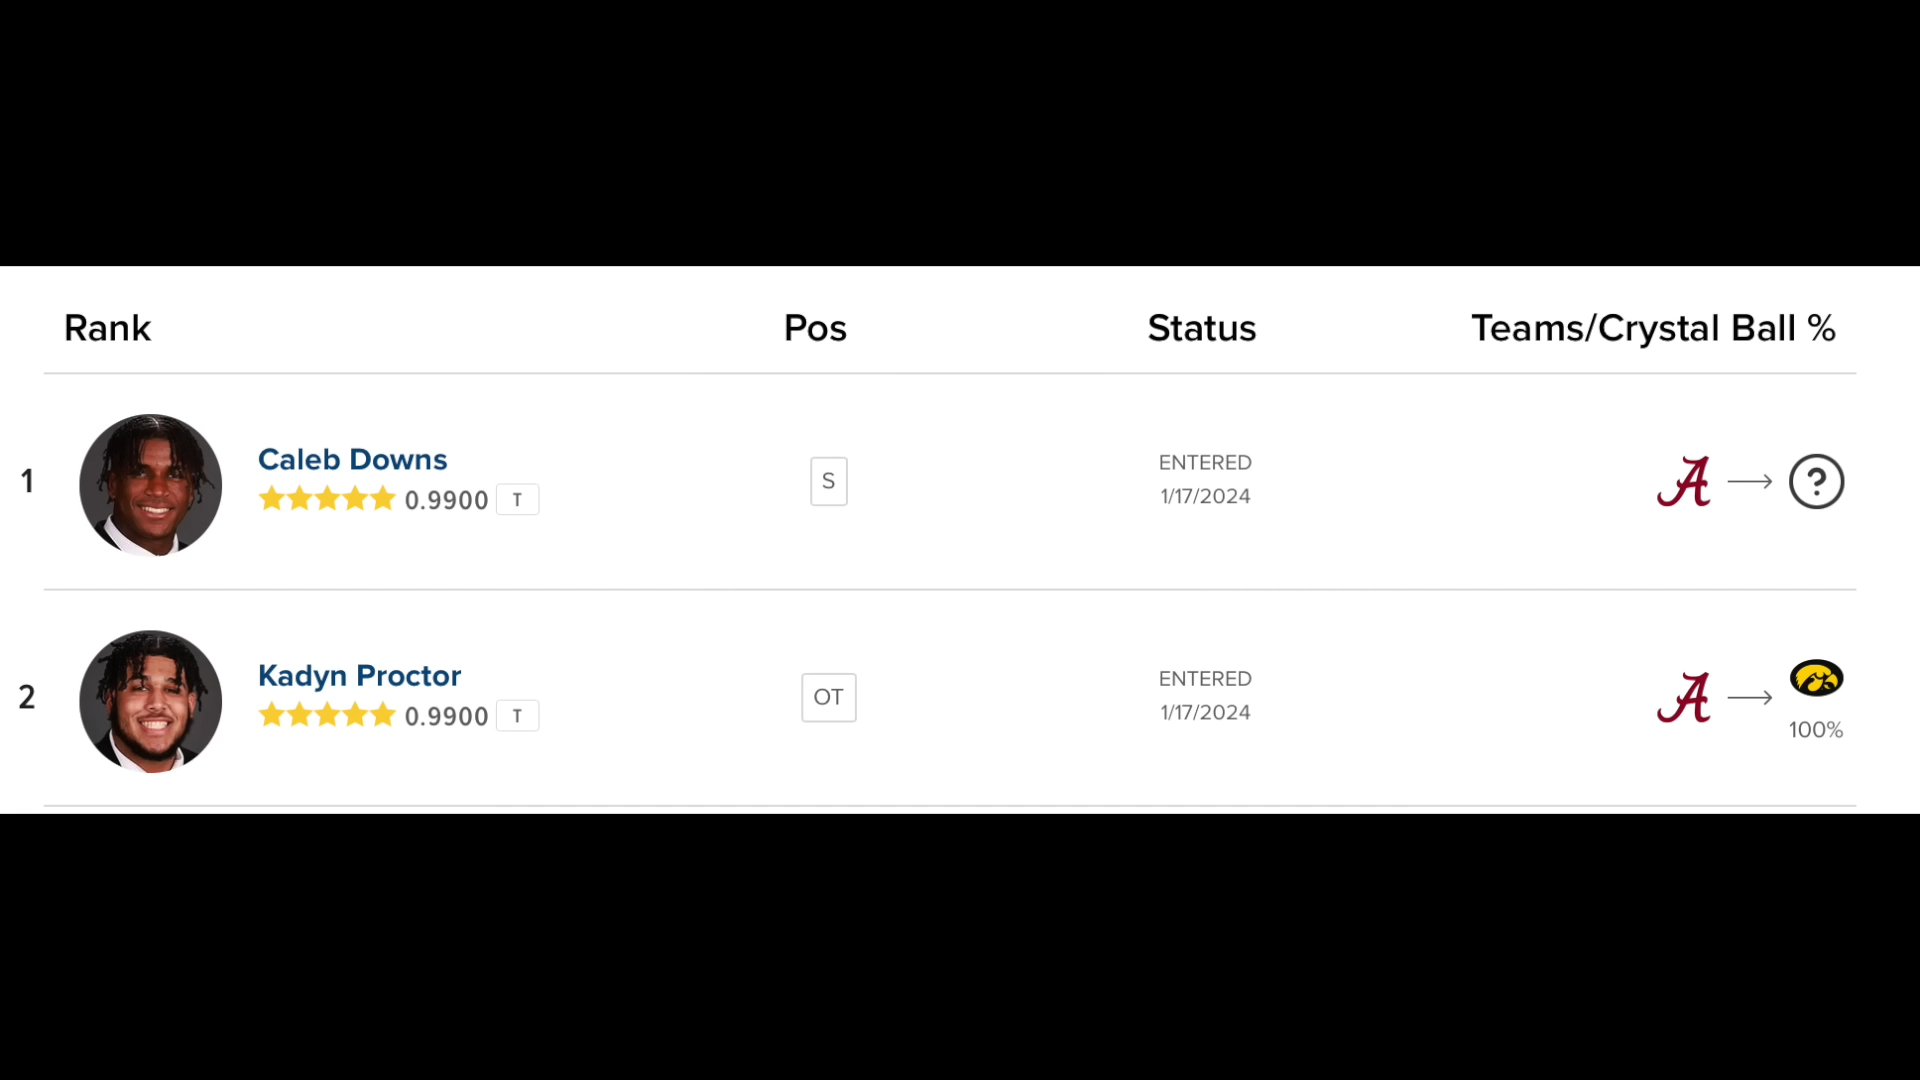 Rank Pos Status Teams/Crystal Ball %
1 Caleb Downs S ENTERED A ?
0.9900 T 1/17/2024
2 Kadyn Proctor OT ENTERED A
0.9900 T 1/17/2024 100%